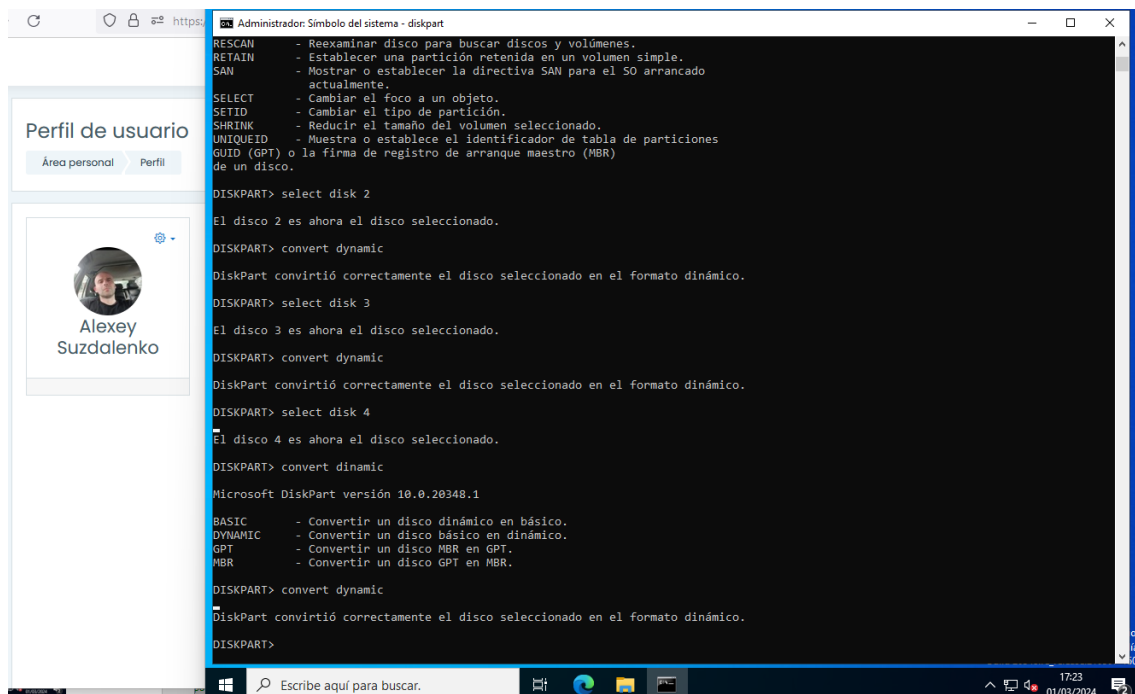 https:/
Perfil de usuario
Área personal
Perfil
Alexey
Suzdalenko
Administrador: Símbolo del sistema - diskpart
RESCAN - Reexaminar disco para buscar discos y volúmenes.
RETAIN - Establecer una partición retenida en un volumen simple.
SAN - Mostrar o establecer la directiva SAN para el SO arrancado
actualmente.
SELECT - Cambiar el foco a un objeto.
SETID - Cambiar el tipo de partición.
SHRINK - Reducir el tamaño del volumen seleccionado.
UNIQUEID - Muestra o establece el identificador de tabla de particiones
GUID (GPT) o la firma de registro de arranque maestro (MBR)
de un disco.
DISKPART> select disk 2
El disco 2 es ahora el disco seleccionado.
DISKPART> convert dynamic
DiskPart convirtió correctamente el disco seleccionado en el formato dinámico.
DISKPART> select disk 3
El disco 3 es ahora el disco seleccionado.
DISKPART> convert dynamic
DiskPart convirtió correctamente el disco seleccionado en el formato dinámico.
DISKPART> select disk 4
El disco 4 es ahora el disco seleccionado.
DISKPART> convert dinamic
Microsoft DiskPart versión 10.0.20348.1
BASIC - Convertir un disco dinámico en básico.
DYNAMIC - Convertir un disco básico en dinámico.
GPT - Convertir un disco MBR en GPT.
MBR - Convertir un disco GPT en MBR.
DISKPART> convert dynamic
DiskPart convirtió correctamente el disco seleccionado en el formato dinámico.
DISKPART>
Escribe aquí para buscar.
17:23
01/03/2024